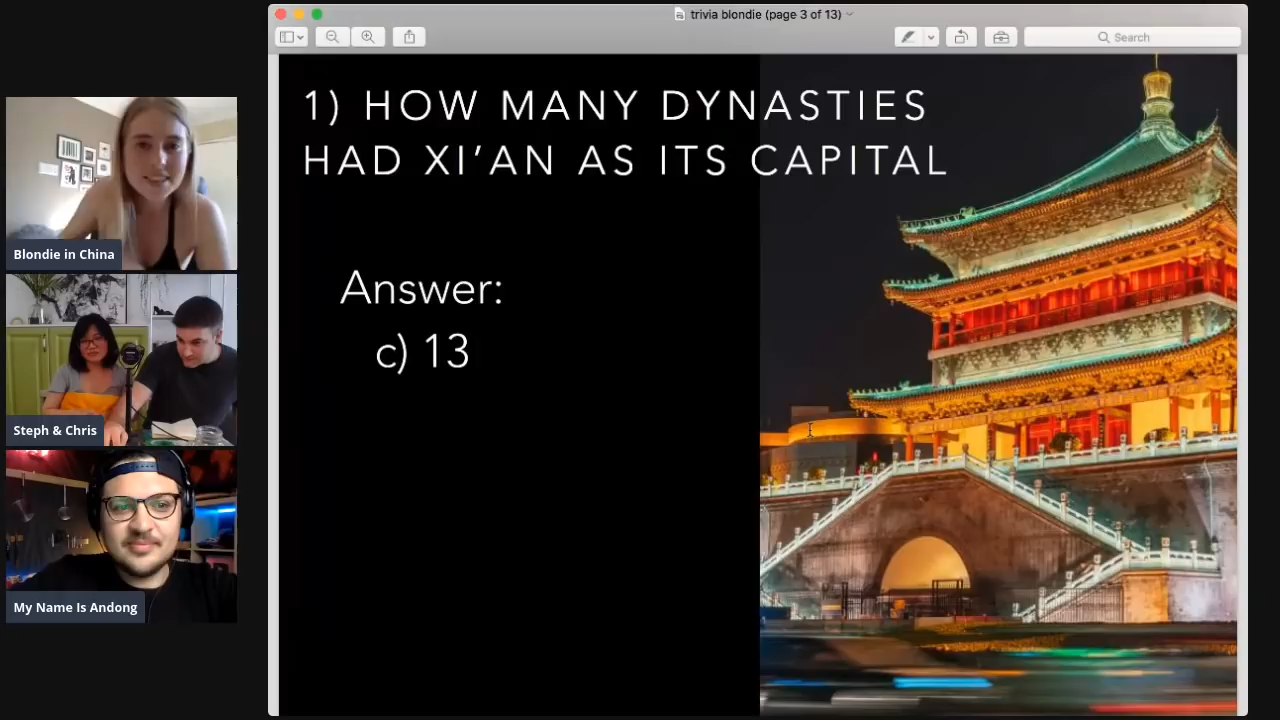 trivia blondie (page 3 of 13)
Search
1) HOW MANY DYNASTIES
HAD XI’AN AS ITS CAPITAL
Answer:
c) 13
Blondie in China
Steph & Chris
My Name Is Andong